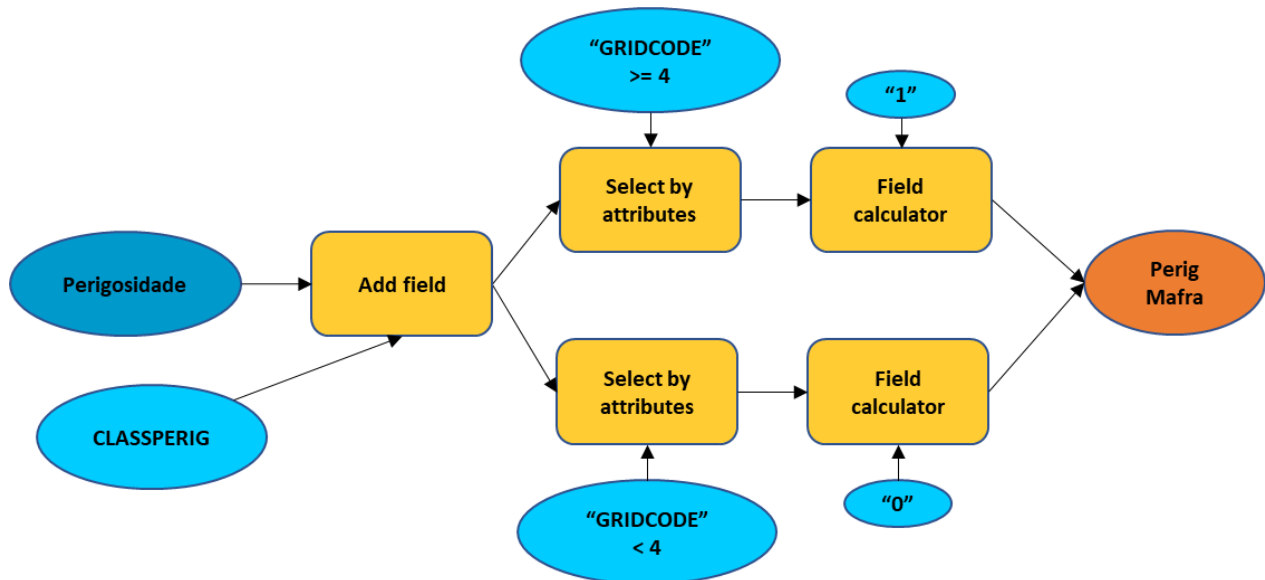 “GRIDCODE”
>= 4
“1”
Select by
attributes
Field
calculator
Perigosidade
Add field
Perig
Mafra
CLASSPERIG
Select by
attributes
Field
calculator
“GRIDCODE”
< 4
“0”